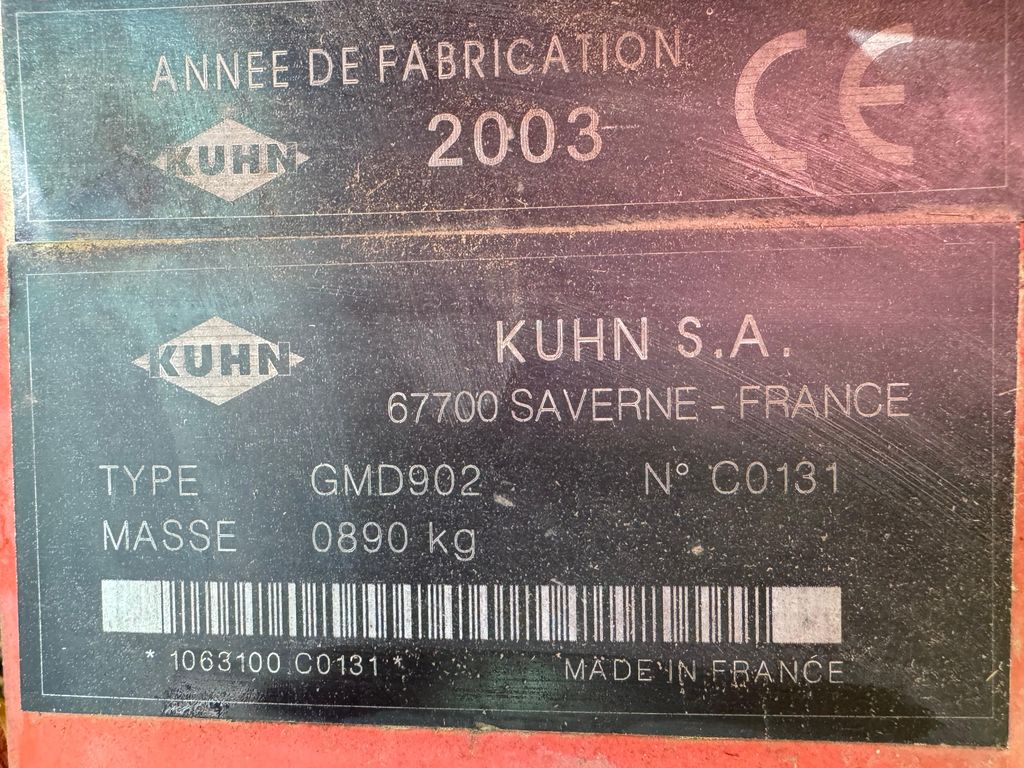 ANNEE DE FABRICATION
KUHN 2003 CE
KUHN
KUHN S.A.
67700 SAVERNE - FRANCE
TYPE GMD902 N° C0131
MASSE 0890 kg
* 1063100 C0131 * MADE IN FRANCE